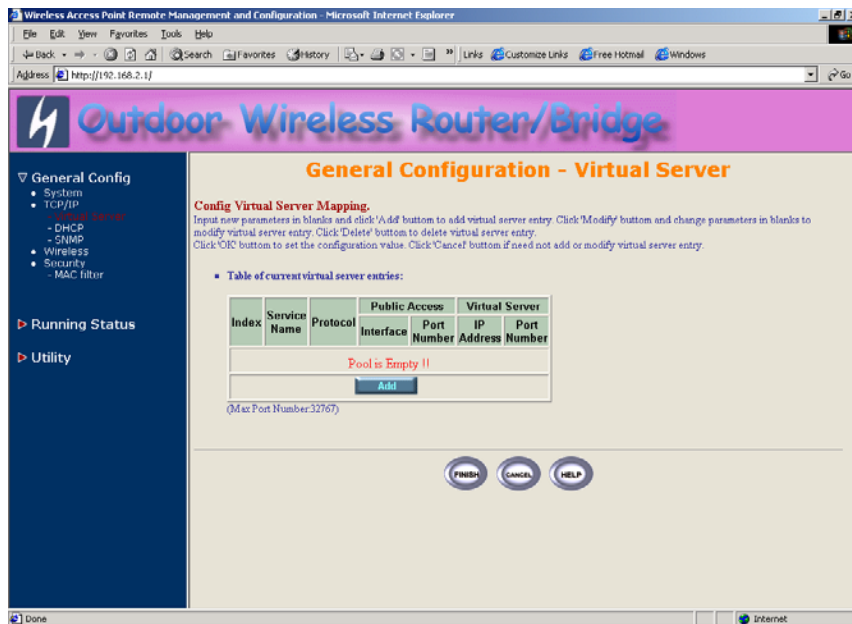 Wireless Access Point Remote Management and Configuration - Microsoft Internet Explorer
File Edit View Favorites Tools Help
Back Search Favorites History Links Customize Links Free Hotmail Windows
Address http://192.168.2.1/ Go
Outdoor Wireless Router/Bridge
General Config
System
TCP/IP
- Virtual Server
- DHCP
- SNMP
Wireless
Security
- MAC filter
Running Status
Utility
General Configuration - Virtual Server
Config Virtual Server Mapping.
Input new parameters in blanks and click 'Add' buttom to add virtual server entry. Click 'Modify' buttom and change parameters in blanks to
modify virtual server entry. Click 'Delete' buttom to delete virtual server entry.
Click 'OK' buttom to set the configuration value. Click 'Cancel' buttom if need not add or modify virtual server entry.
Table of current virtual server entries:
Public Access Virtual Server
Index Service Name Protocol Interface Port Number IP Address Port Number
Pool is Empty !!
Add
(Max Port Number:32767)
FINISH CANCEL HELP
Done Internet